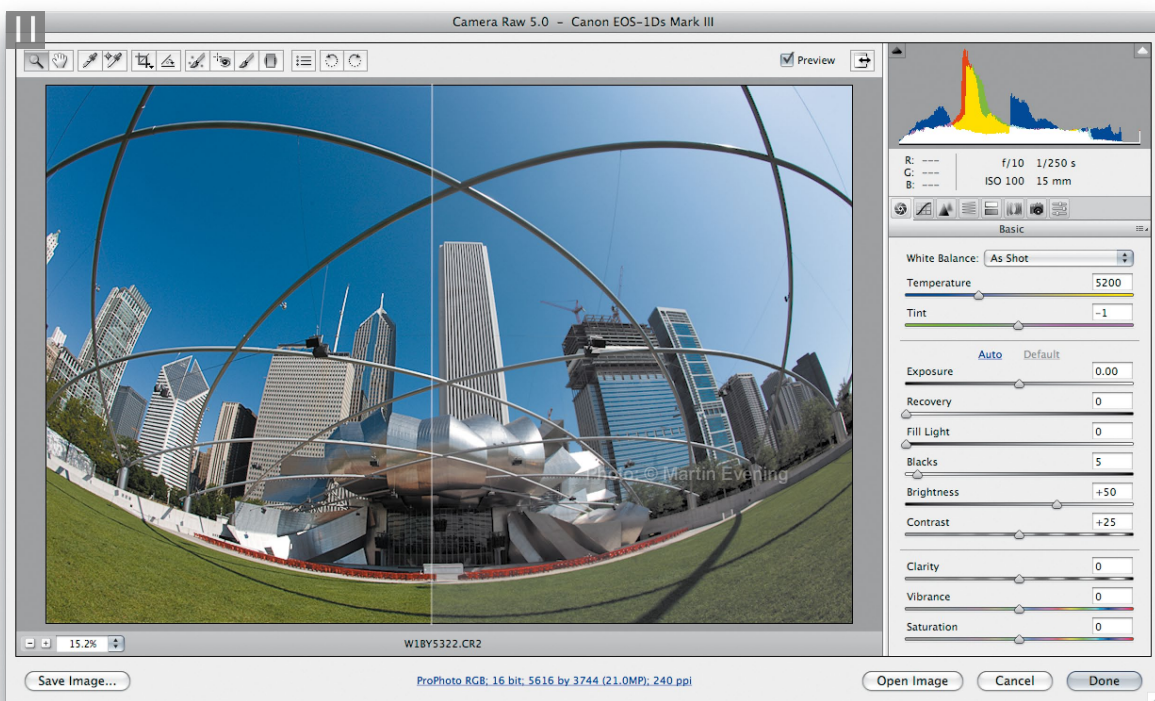 Camera Raw 5.0 – Canon EOS-1Ds Mark III
Preview
R: ---
G: ---
B: ---
f/10 1/250 s
ISO 100 15 mm
Basic
White Balance: As Shot
Temperature 5200
Tint -1
Auto Default
Exposure 0.00
Recovery 0
Fill Light 0
Blacks 5
Brightness +50
Contrast +25
Clarity 0
Vibrance 0
Saturation 0
Photo: © Martin Evening
15.2% W1BY5322.CR2
Save Image... ProPhoto RGB; 16 bit; 5616 by 3744 (21.0MP); 240 ppi Open Image Cancel Done